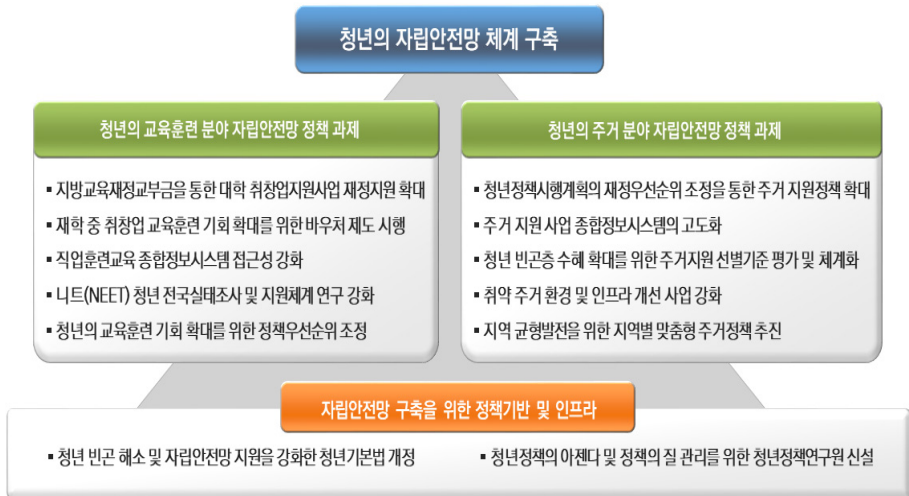 청년의 자립안전망 체계 구축
청년의 교육훈련 분야 자립안전망 정책 과제
▪ 지방교육재정교부금을 통한 대학 취창업지원사업 재정지원 확대
▪ 재학 중 취창업 교육훈련 기회 확대를 위한 바우처 제도 시행
▪ 직업훈련교육 종합정보시스템 접근성 강화
▪ 니트(NEET) 청년 전국실태조사 및 지원체계 연구 강화
▪ 청년의 교육훈련 기회 확대를 위한 정책우선순위 조정
청년의 주거 분야 자립안전망 정책 과제
▪ 청년정책시행계획의 재정우선순위 조정을 통한 주거 지원정책 확대
▪ 주거 지원 사업 종합정보시스템의 고도화
▪ 청년 빈곤층 수혜 확대를 위한 주거지원 선별기준 평가 및 체계화
▪ 취약 주거 환경 및 인프라 개선 사업 강화
▪ 지역 균형발전을 위한 지역별 맞춤형 주거정책 추진
자립안전망 구축을 위한 정책기반 및 인프라
▪ 청년 빈곤 해소 및 자립안전망 지원을 강화한 청년기본법 개정
▪ 청년정책의 아젠다 및 정책의 질 관리를 위한 청년정책연구원 신설